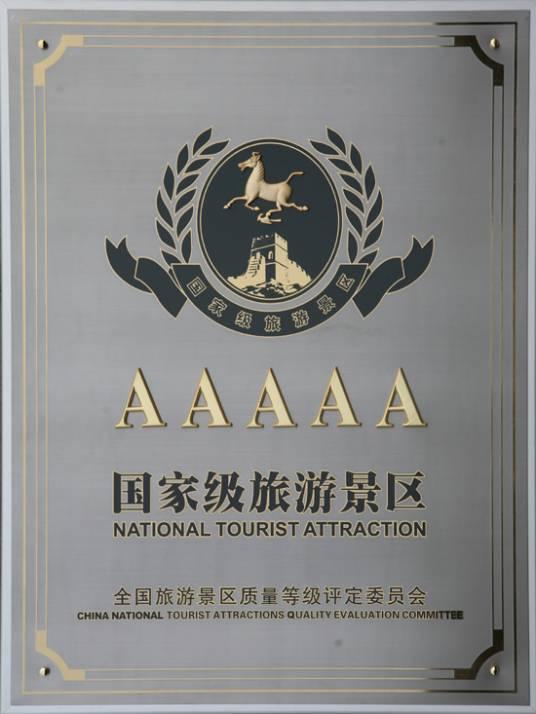 国家级旅游景区
AAAAA
国家级旅游景区
NATIONAL TOURIST ATTRACTION
全国旅游景区质量等级评定委员会
CHINA NATIONAL TOURIST ATTRACTIONS QUALITY EVALUATION COMMITTEE